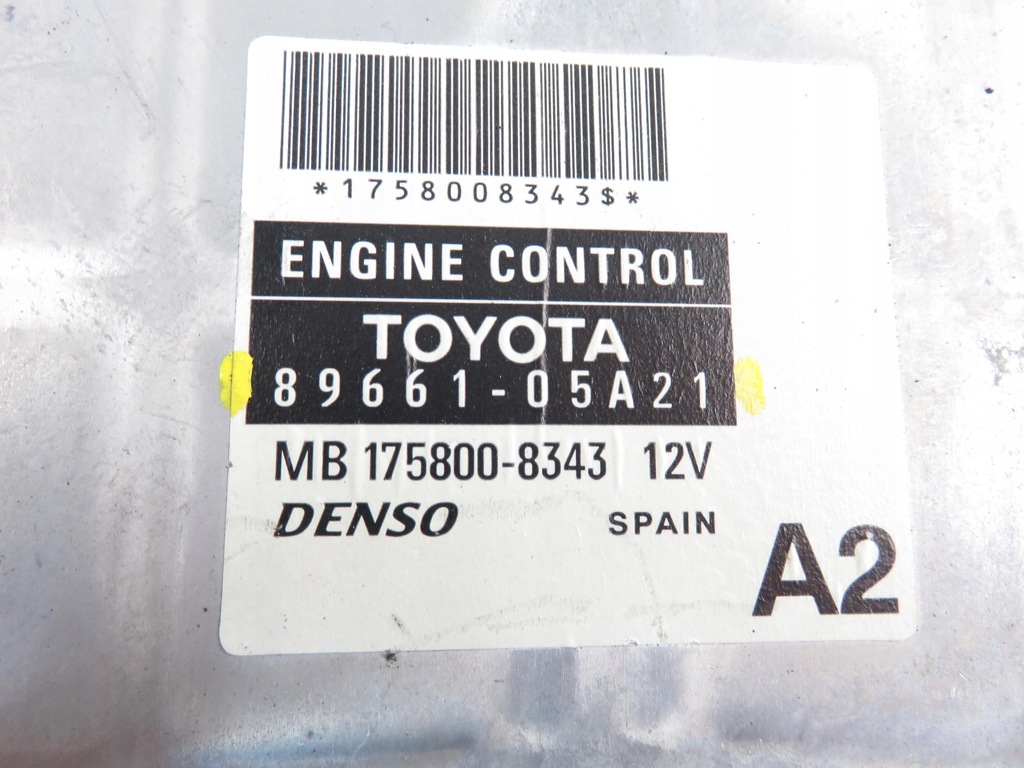 *1758008343$*
ENGINE CONTROL
TOYOTA
89661-05A21
MB 175800-8343 12V
DENSO SPAIN
A2